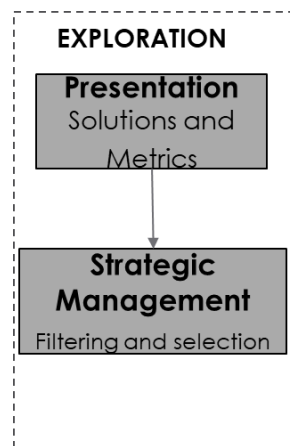 EXPLORATION
Presentation
Solutions and
Metrics
Strategic
Management
Filtering and selection